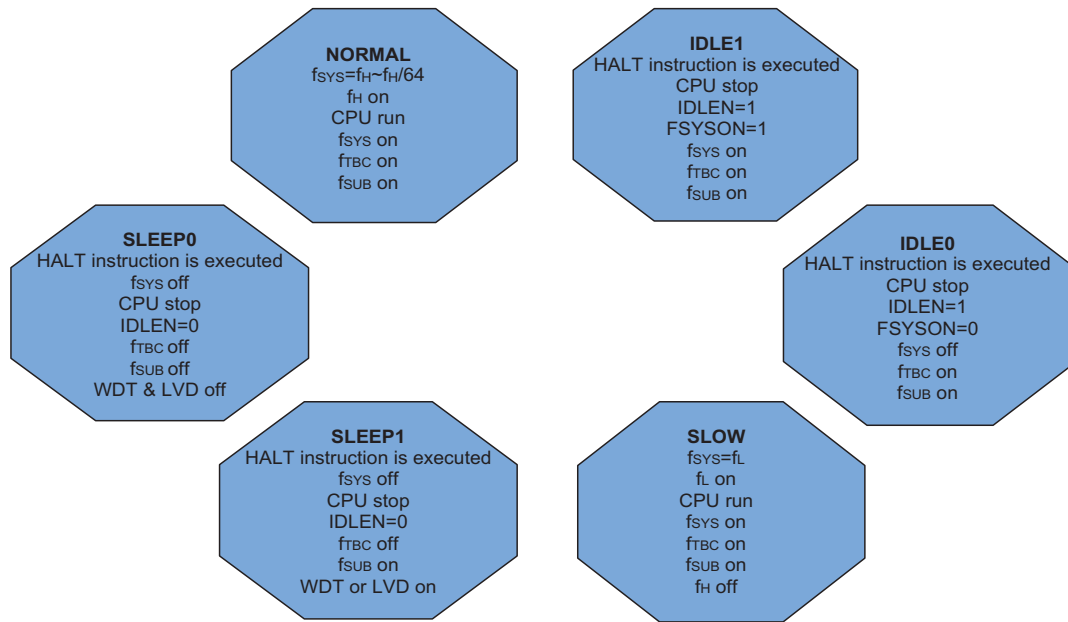 NORMAL
fSYS=fH~fH/64
fH on
CPU run
fSYS on
fTBC on
fSUB on
IDLE1
HALT instruction is executed
CPU stop
IDLEN=1
FSYSON=1
fSYS on
fTBC on
fSUB on
SLEEP0
HALT instruction is executed
fSYS off
CPU stop
IDLEN=0
fTBC off
fSUB off
WDT & LVD off
IDLE0
HALT instruction is executed
CPU stop
IDLEN=1
FSYSON=0
fSYS off
fTBC on
fSUB on
SLEEP1
HALT instruction is executed
fSYS off
CPU stop
IDLEN=0
fTBC off
fSUB on
WDT or LVD on
SLOW
fSYS=fL
fL on
CPU run
fSYS on
fTBC on
fSUB on
fH off